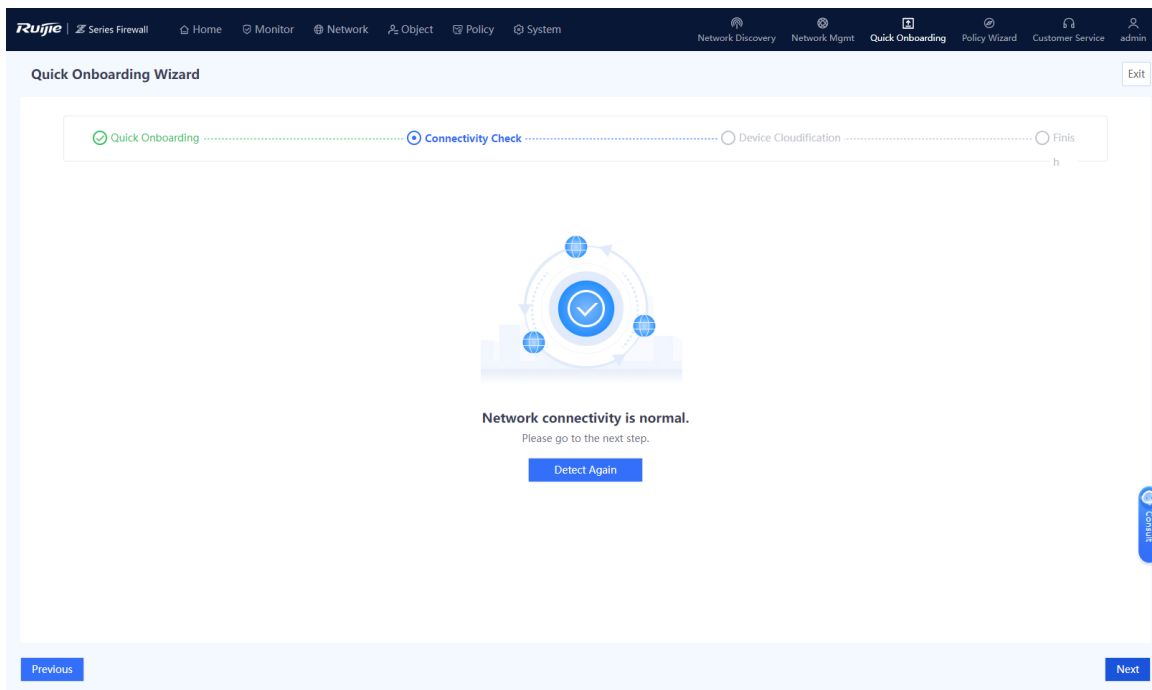 Ruijie | Z Series Firewall Home Monitor Network Object Policy System Network Discovery Network Mgmt Quick Onboarding Policy Wizard Customer Service admin
Quick Onboarding Wizard Exit
Quick Onboarding Connectivity Check Device Cloudification Finis
h
Network connectivity is normal.
Please go to the next step.
Detect Again
Consult
Previous Next